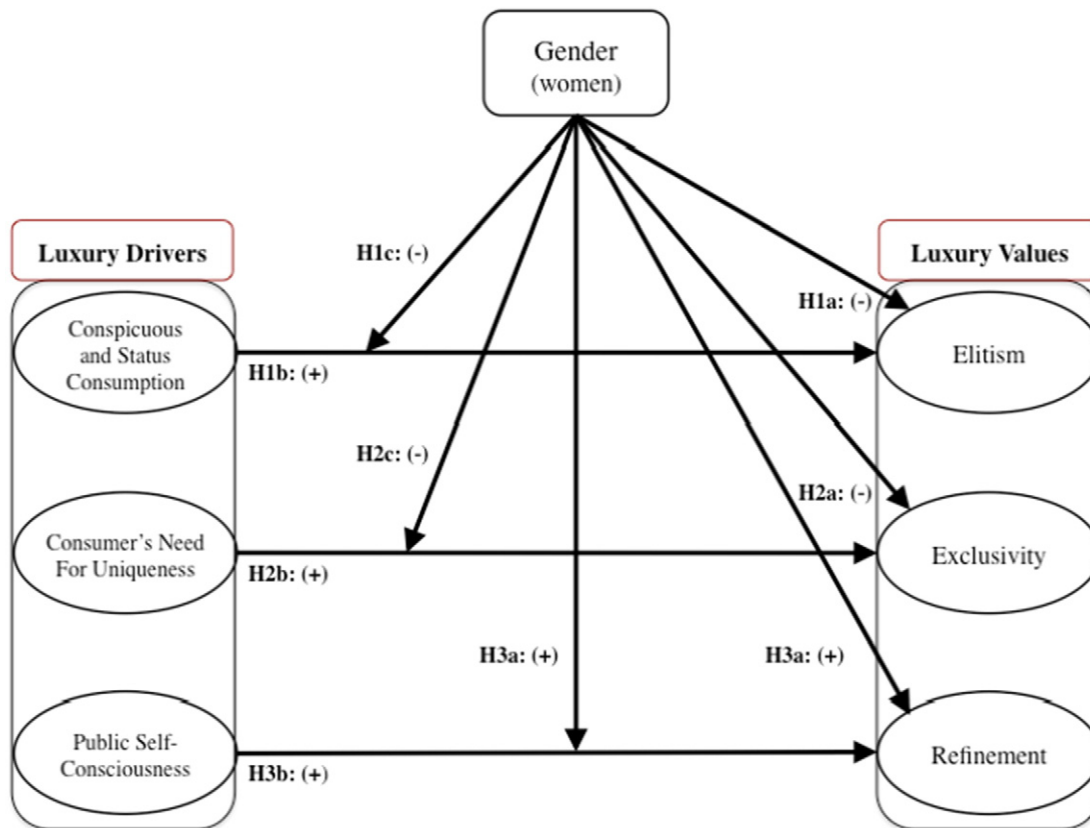 Gender
(women)
Luxury Drivers
Luxury Values
H1c: (-)
H1a: (-)
Conspicuous
and Status
Consumption
H1b: (+)
Elitism
H2c: (-)
H2a: (-)
Consumer's Need
For Uniqueness
H2b: (+)
Exclusivity
H3a: (+)
H3a: (+)
Public Self-
Consciousness
H3b: (+)
Refinement